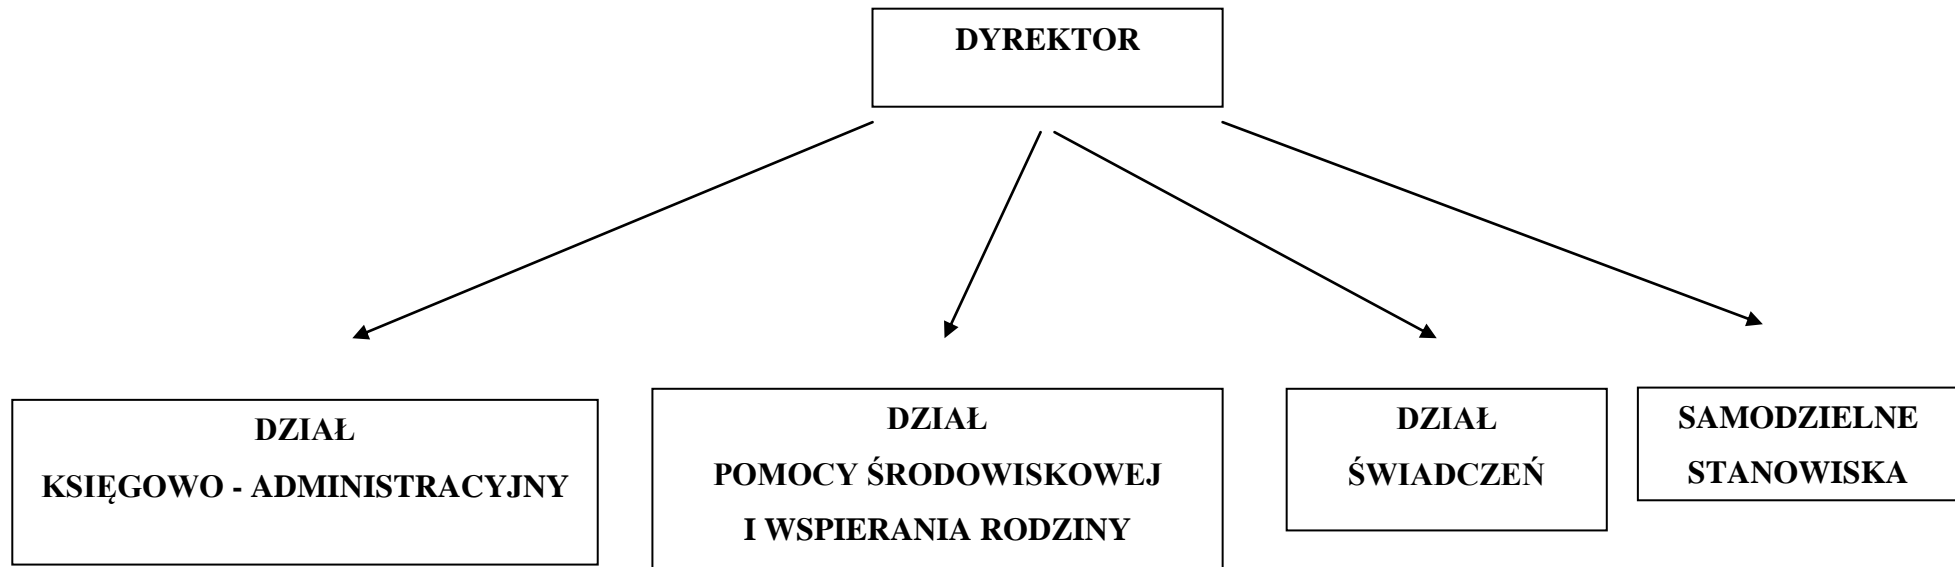 DYREKTOR
DZIAŁ
KSIĘGOWO - ADMINISTRACYJNY
DZIAŁ
POMOCY ŚRODOWISKOWEJ
I WSPIERANIA RODZINY
DZIAŁ
ŚWIADCZEŃ
SAMODZIELNE
STANOWISKA